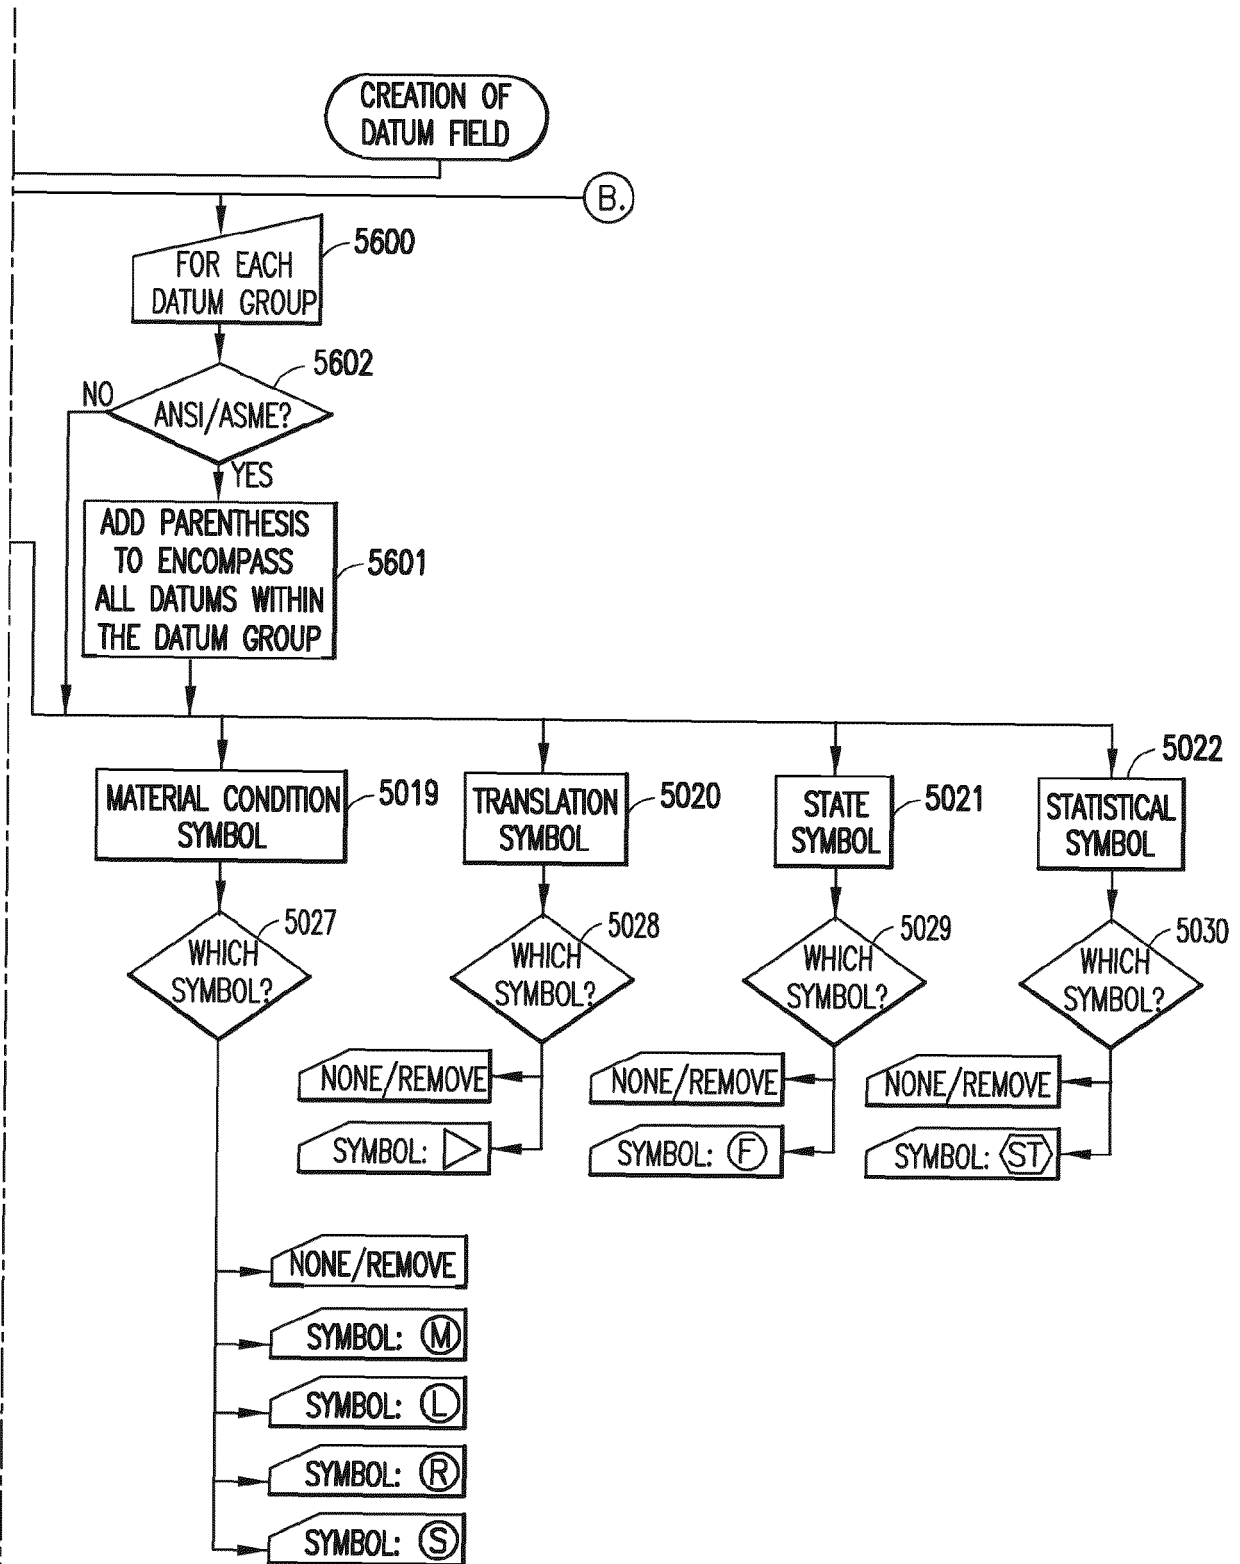 CREATION OF
DATUM FIELD
B.
5600
FOR EACH
DATUM GROUP
5602
NO
ANSI/ASME?
YES
ADD PARENTHESIS
TO ENCOMPASS
ALL DATUMS WITHIN
THE DATUM GROUP
5601
MATERIAL CONDITION
SYMBOL
5019
TRANSLATION
SYMBOL
5020
STATE
SYMBOL
5021
STATISTICAL
SYMBOL
5022
WHICH
SYMBOL?
5027
WHICH
SYMBOL?
5028
WHICH
SYMBOL?
5029
WHICH
SYMBOL?
5030
NONE/REMOVE
NONE/REMOVE
NONE/REMOVE
SYMBOL:
SYMBOL: F
SYMBOL: ST
NONE/REMOVE
SYMBOL: M
SYMBOL: L
SYMBOL: R
SYMBOL: S